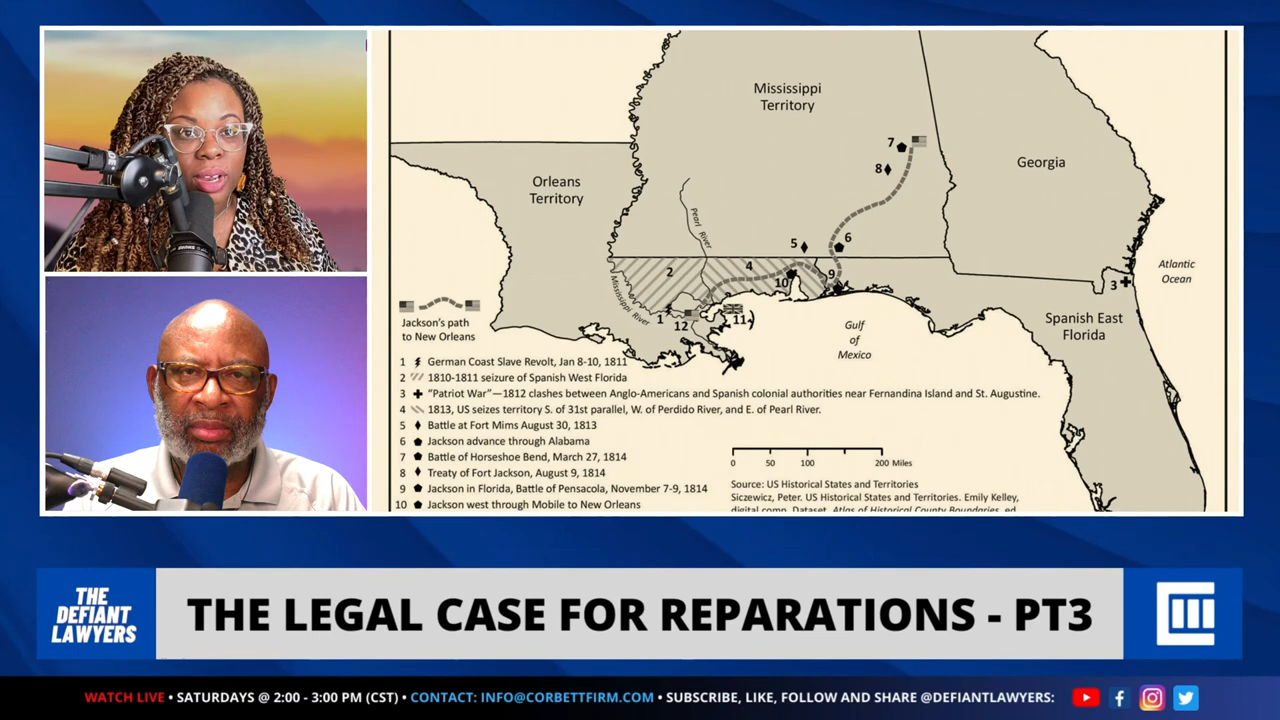 Mississippi
Territory
Orleans
Territory
Georgia
Pearl River
Mississippi River
Atlantic
Ocean
Spanish East
Florida
Gulf
of
Mexico
7
8
5
6
4
2
9
10
3
1
12
11
Jackson's path
to New Orleans
1 German Coast Slave Revolt, Jan 8-10, 1811
2 1810-1811 seizure of Spanish West Florida
3 “Patriot War”—1812 clashes between Anglo-Americans and Spanish colonial authorities near Fernandina Island and St. Augustine.
4 1813, US seizes territory S. of 31st parallel, W. of Perdido River, and E. of Pearl River.
5 Battle at Fort Mims August 30, 1813
6 Jackson advance through Alabama
7 Battle of Horseshoe Bend, March 27, 1814
8 Treaty of Fort Jackson, August 9, 1814
9 Jackson in Florida, Battle of Pensacola, November 7-9, 1814
10 Jackson west through Mobile to New Orleans
0 50 100 200 Miles
Source: US Historical States and Territories
Siczewicz, Peter. US Historical States and Territories. Emily Kelley,
digital comp. Dataset. Atlas of Historical County Boundaries, ed.
THE
DEFIANT
LAWYERS
THE LEGAL CASE FOR REPARATIONS - PT3
WATCH LIVE • SATURDAYS @ 2:00 - 3:00 PM (CST) • CONTACT: INFO@CORBETTFIRM.COM • SUBSCRIBE, LIKE, FOLLOW AND SHARE @DEFIANTLAWYERS: